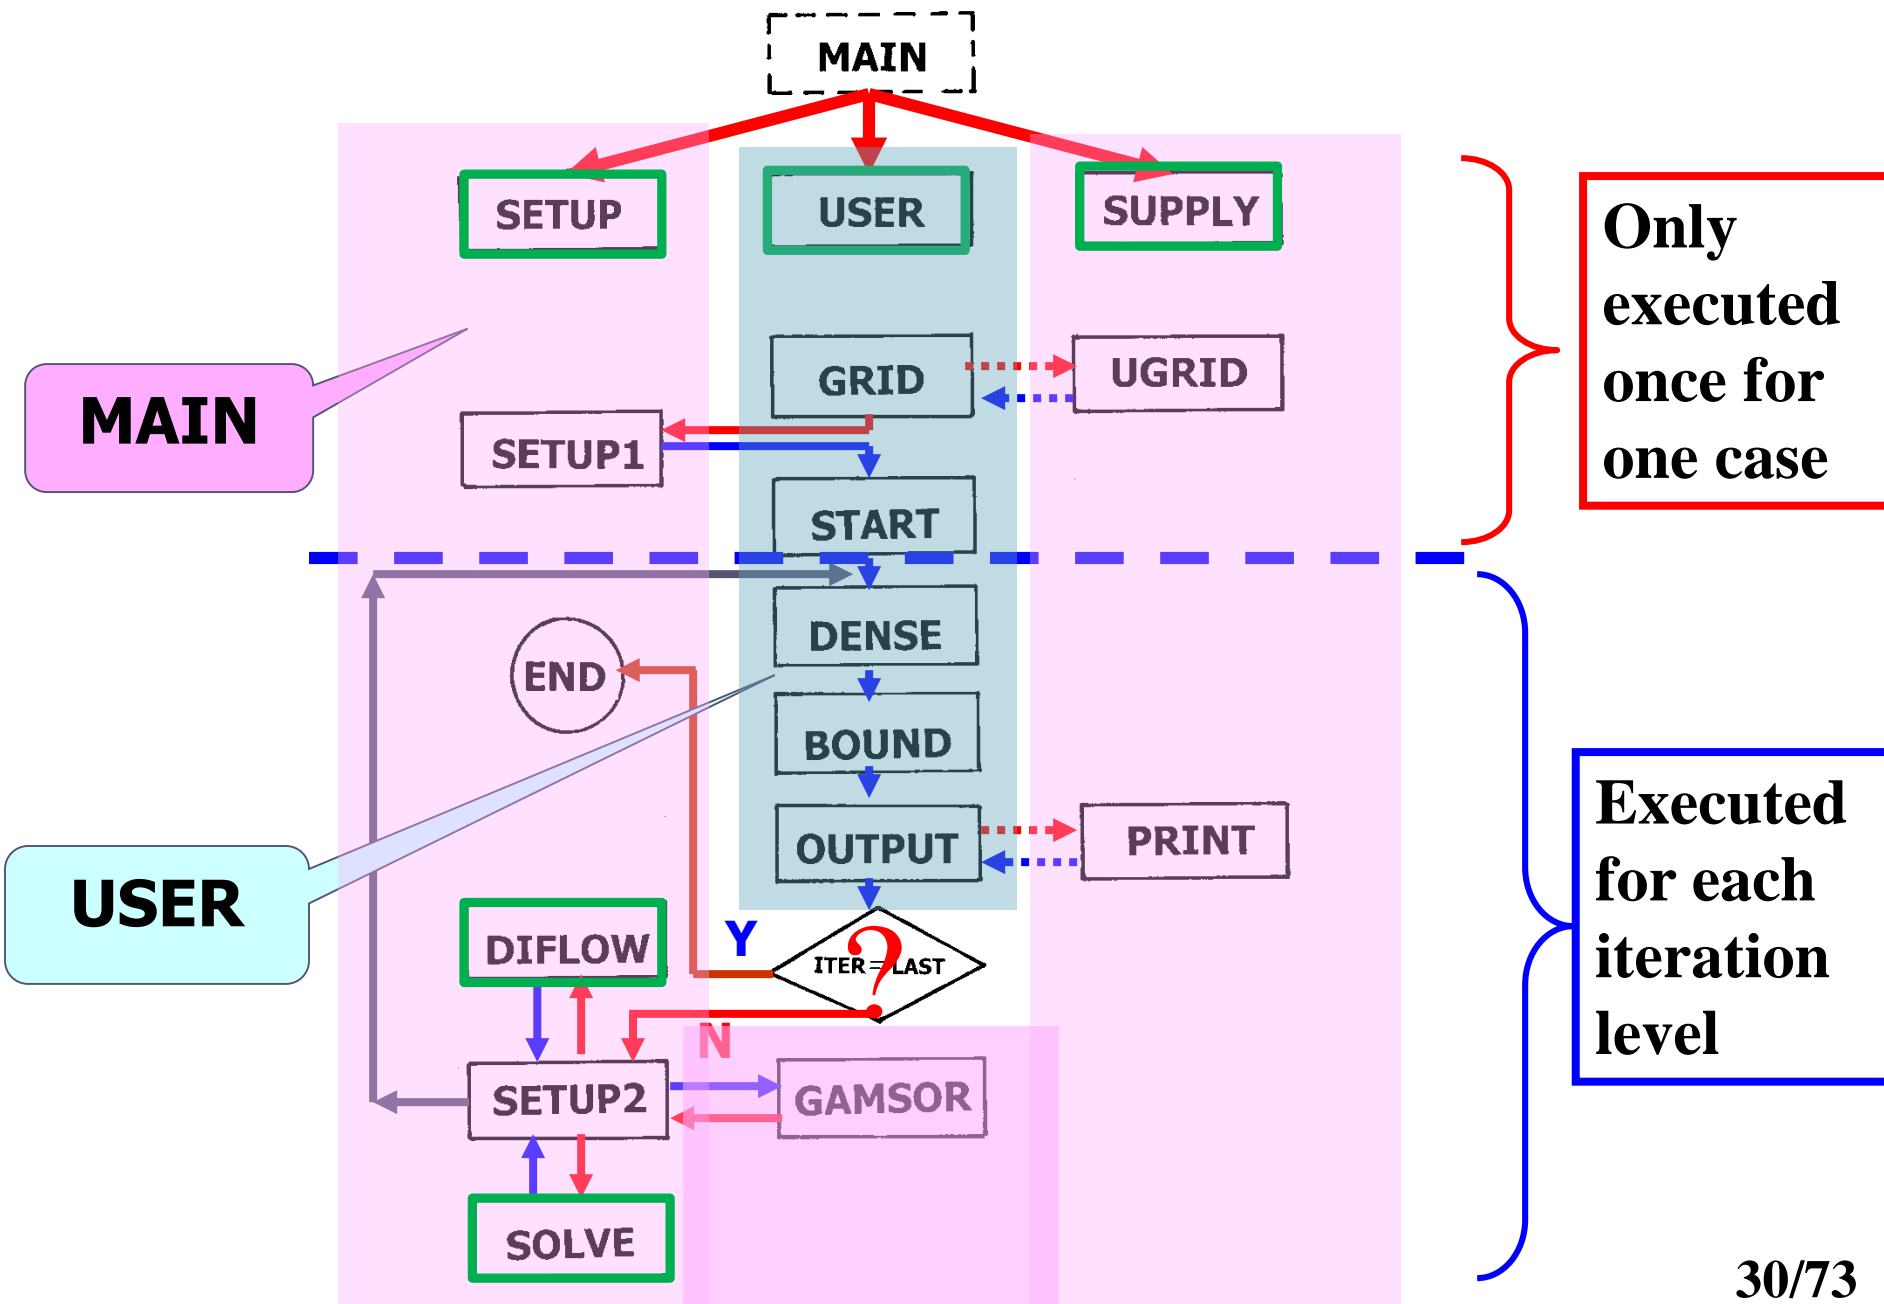 MAIN
SETUP
USER
SUPPLY
Only
executed
once for
one case
GRID
UGRID
MAIN
SETUP1
START
DENSE
END
BOUND
Executed
for each
iteration
level
OUTPUT
PRINT
USER
DIFLOW
Y
ITER=LAST
?
N
SETUP2
GAMSOR
SOLVE
30/73